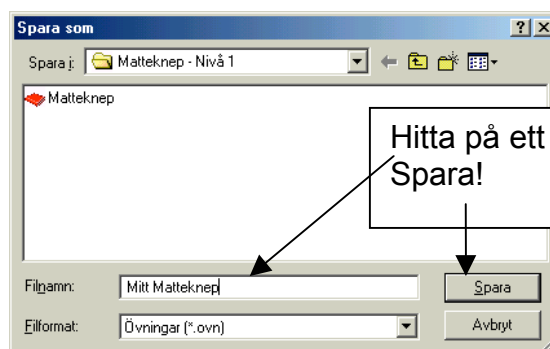 Spara som
Spara i: Matteknep - Nivå 1
Matteknep
Hitta på ett
Spara!
Filnamn: Mitt Matteknep Spara
Filformat: Övningar (*.ovn) Avbryt